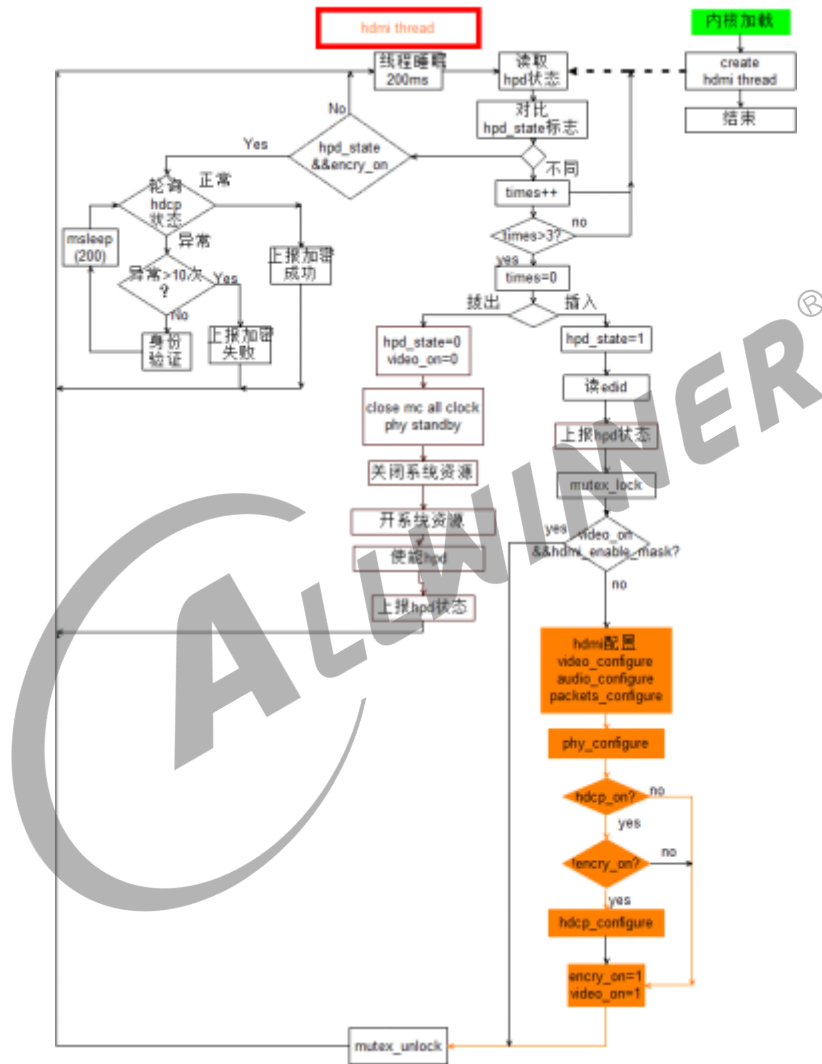 hdmi thread
内核加载
线程睡眠
200ms
读取
hpd状态
create
hdmi thread
对比
hpd_state标志
结束
No
Yes
hpd_state
&&encry_on
不同
times++
轮询
hdcp
状态
正常
msleep
(200)
异常
times>3?
no
上报加密
成功
yes
times=0
异常>10次
?
Yes
No
拔出
插入
身份
验证
上报加密
失败
hpd_state=0
video_on=0
hpd_state=1
读edid
close mc all clock
phy standby
上报hpd状态
关闭系统资源
mutex_lock
开系统资源
yes
video_on
&&hdmi_enable_mask?
使能hpd
no
上报hpd状态
hdmi配置
video_configure
audio_configure
packets_configure
phy_configure
hdcp_on?
no
yes
!encry_on?
no
yes
hdcp_configure
encry_on=1
video_on=1
mutex_unlock
ALLWINNER®